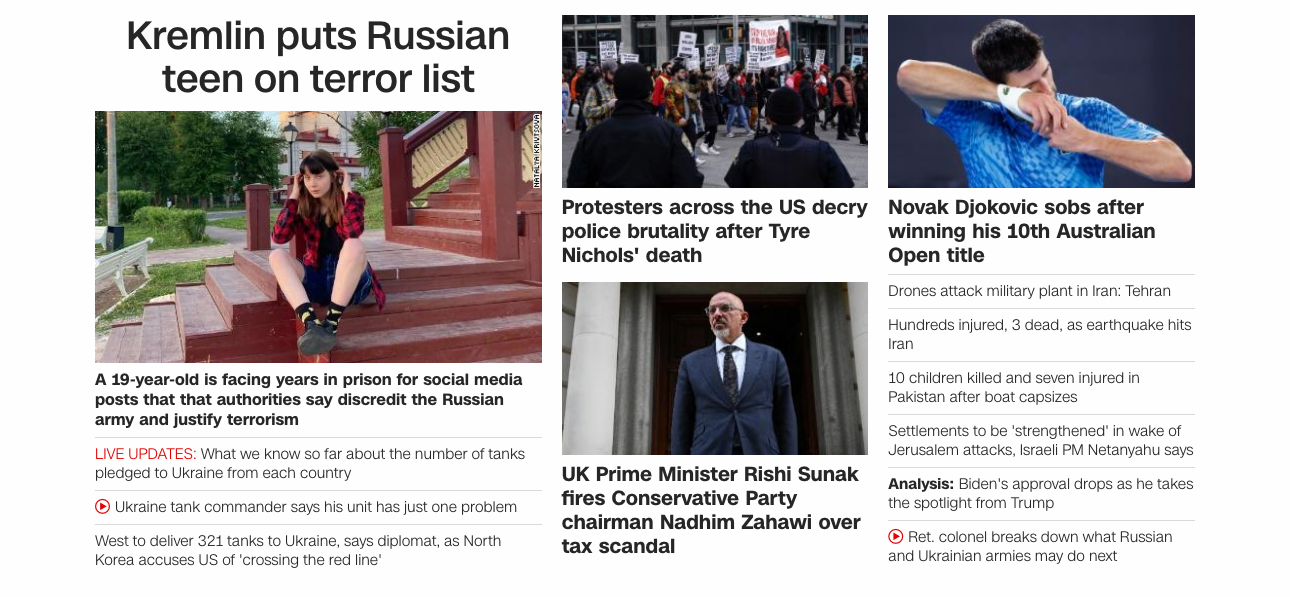 Kremlin puts Russian
teen on terror list
NATALYA KRIVTSOVA
A 19-year-old is facing years in prison for social media
posts that that authorities say discredit the Russian
army and justify terrorism
LIVE UPDATES: What we know so far about the number of tanks
pledged to Ukraine from each country
Ukraine tank commander says his unit has just one problem
West to deliver 321 tanks to Ukraine, says diplomat, as North
Korea accuses US of 'crossing the red line'
Protesters across the US decry
police brutality after Tyre
Nichols' death
UK Prime Minister Rishi Sunak
fires Conservative Party
chairman Nadhim Zahawi over
tax scandal
Novak Djokovic sobs after
winning his 10th Australian
Open title
Drones attack military plant in Iran: Tehran
Hundreds injured, 3 dead, as earthquake hits
Iran
10 children killed and seven injured in
Pakistan after boat capsizes
Settlements to be 'strengthened' in wake of
Jerusalem attacks, Israeli PM Netanyahu says
Analysis: Biden's approval drops as he takes
the spotlight from Trump
Ret. colonel breaks down what Russian
and Ukrainian armies may do next